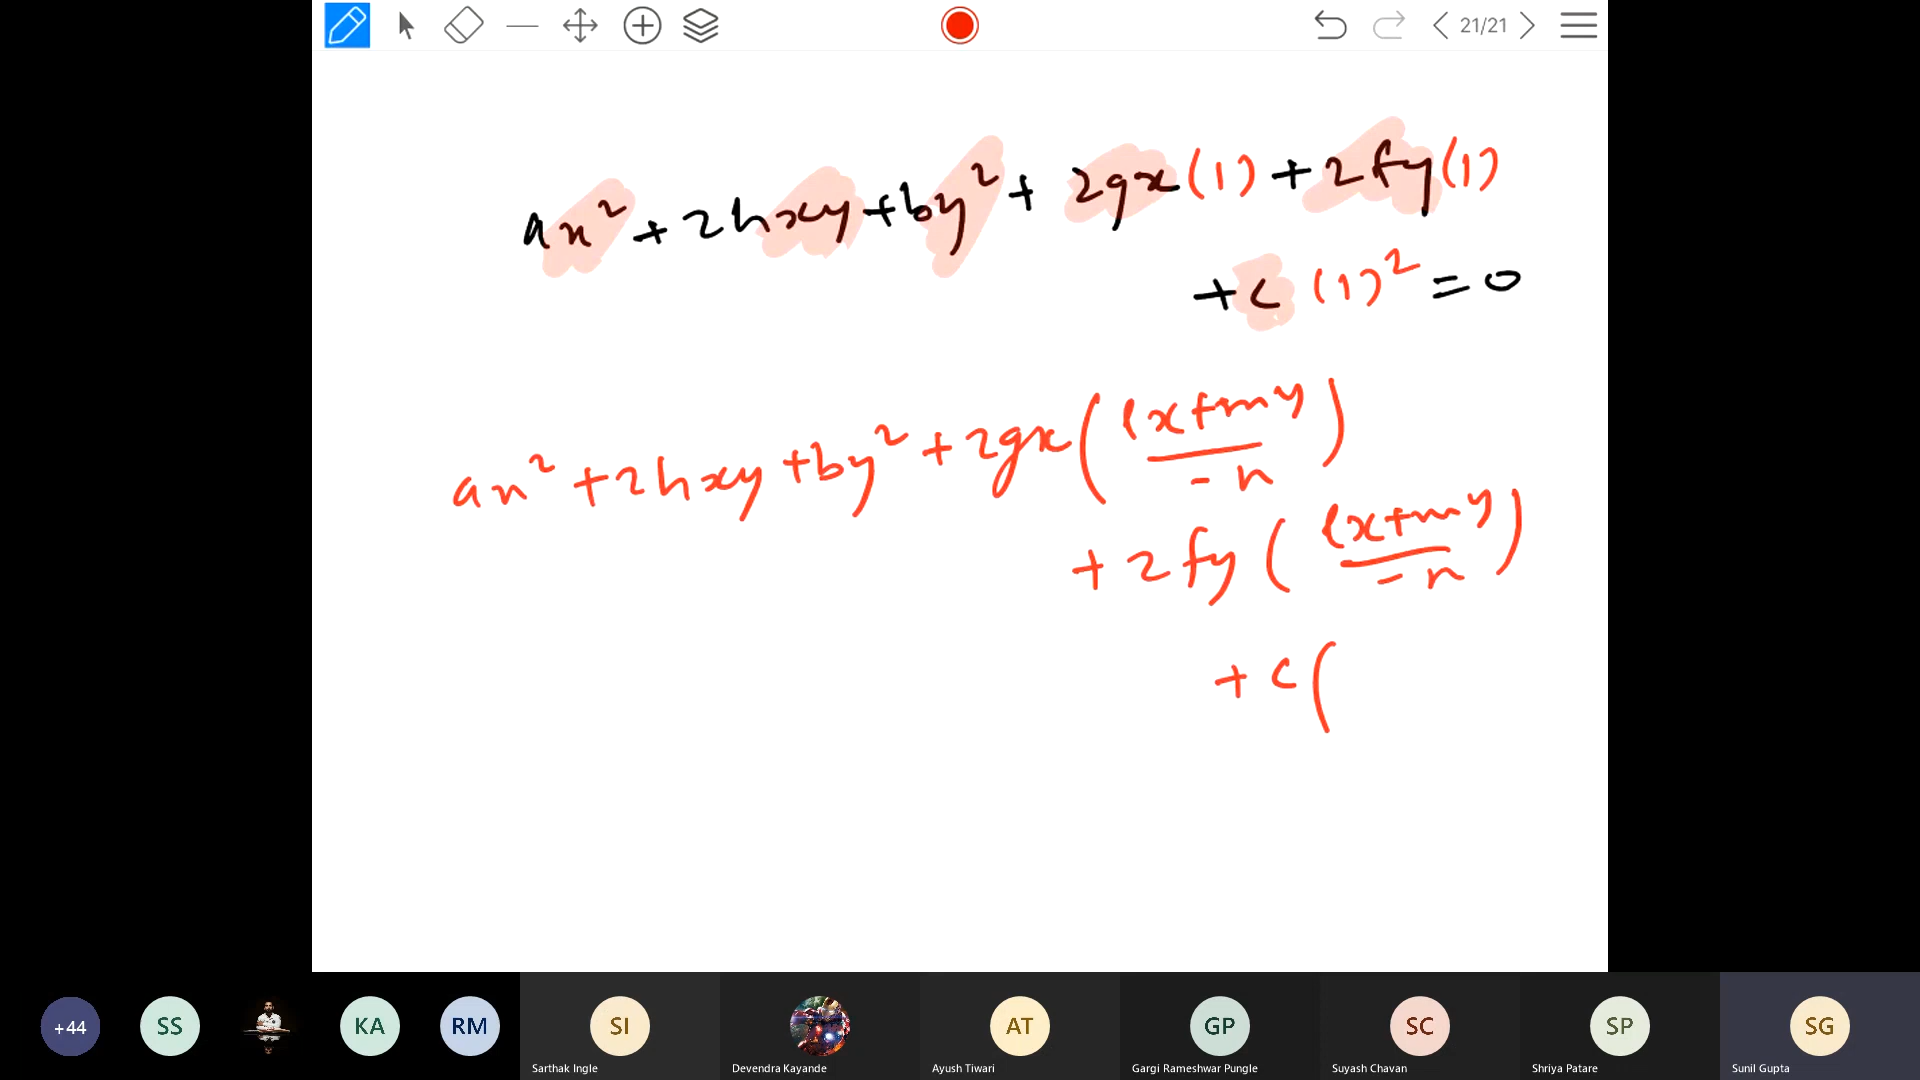 21/21
ax² + 2hxy + by² + 2gx (1) + 2fy (1)
+ c (1)² = 0
ax² + 2hxy + by² + 2gx ( lx+my / -n )
+ 2fy ( lx+my / -n )
+ c (
+44 SS KA RM SI AT GP SC SP SG
Sarthak Ingle Devendra Kayande Ayush Tiwari Gargi Rameshwar Pungle Suyash Chavan Shriya Patare Sunil Gupta